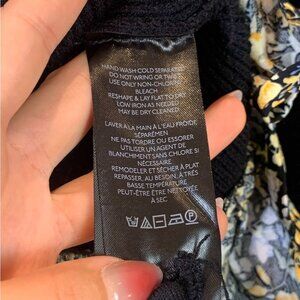 HAND WASH COLD SEPARATELY
DO NOT WRING OR TWIST
USE ONLY NON-CHLORINE
BLEACH
RESHAPE & LAY FLAT TO DRY
LOW IRON AS NEEDED
MAY BE DRY CLEANED
LAVER À LA MAIN À L'EAU FROIDE
SÉPARÉMEN
NE PAS TORDRE OU ESSORER
UTILISER UN AGENT DE
BLANCHIMENT SANS CHLORE SI
NÉCESSAIRE
REMODELER ET SÉCHER À PLAT
REPASSER, AU BESOIN, À TRÈS
BASSE TEMPÉRATURE
PEUT-ÊTRE ÊTRE NETTOYÉE
À SEC